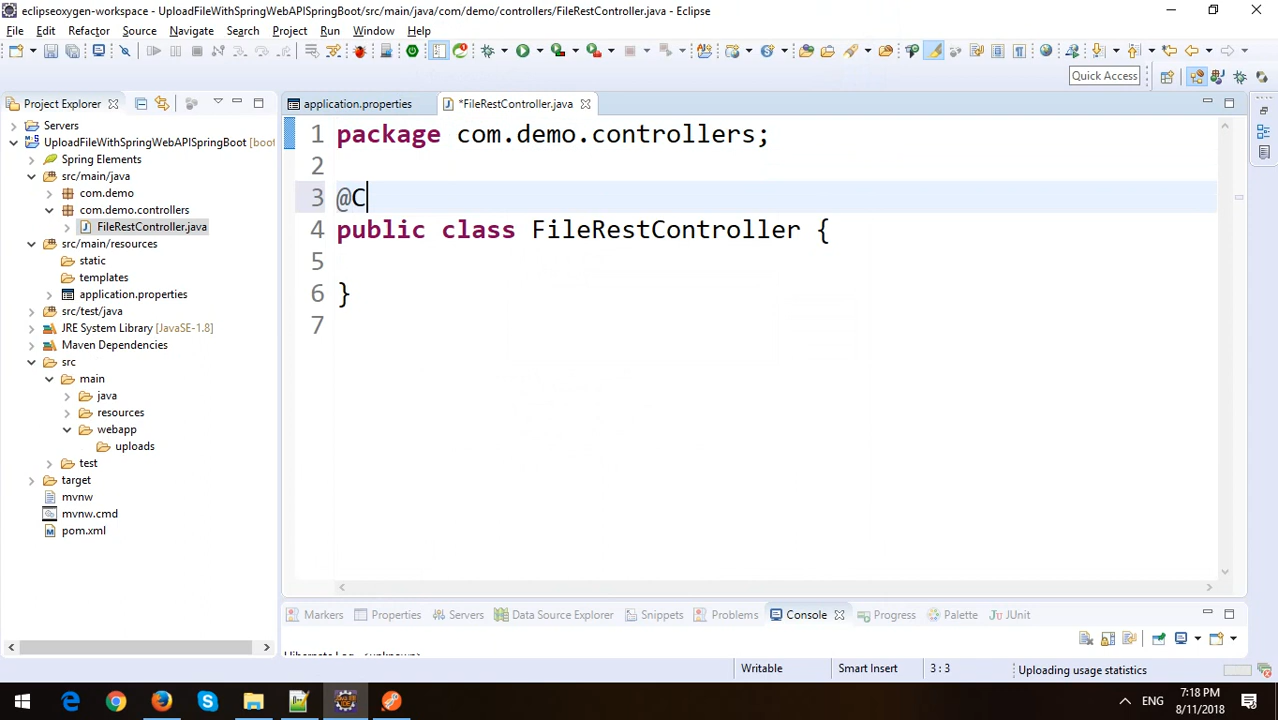 eclipseoxygen-workspace - UploadFileWithSpringWebAPISpringBoot/src/main/java/com/demo/controllers/FileRestController.java - Eclipse
File Edit Refactor Source Navigate Search Project Run Window Help
Quick Access
Project Explorer
application.properties
*FileRestController.java
Servers
UploadFileWithSpringWebAPISpringBoot [boot
Spring Elements
src/main/java
com.demo
com.demo.controllers
FileRestController.java
src/main/resources
static
templates
application.properties
src/test/java
JRE System Library [JavaSE-1.8]
Maven Dependencies
src
main
java
resources
webapp
uploads
test
target
mvnw
mvnw.cmd
pom.xml
1 package com.demo.controllers;
2
3 @C
4 public class FileRestController {
5
6 }
7
Markers Properties Servers Data Source Explorer Snippets Problems Console Progress Palette JUnit
Writable Smart Insert 3 : 3 Uploading usage statistics
ENG
7:18 PM
8/11/2018